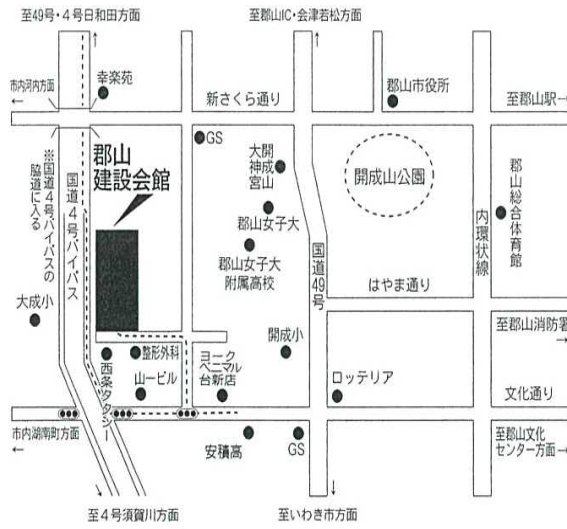 至49号・4号日和田方面
至郡山IC・会津若松方面
市内河内方面
幸楽苑
新さくら通り
郡山市役所
至郡山駅
GS
大開
神成
宮山
郡山
建設会館
開成山公園
郡山総合体育館
※国道4号バイパスの
脇道に入る
国道4号バイパス
郡山女子大
郡山女子大
附属高校
国道49号
内環状線
はやま通り
大成小
至郡山消防署
整形外科
ヨーク
ベニマル
台新店
開成小
西条タクシー
山一ビル
ロッテリア
文化通り
市内湖南町方面
安積高
GS
至郡山文化
センター方面
至4号須賀川方面
至いわき市方面